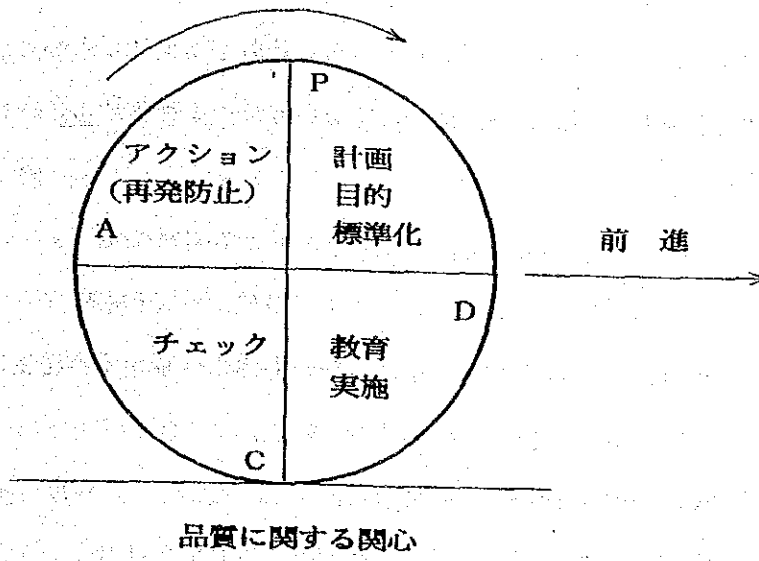 P
アクション
(再発防止)
A
計画
目的
標準化
前 進
D
チェック
教育
実施
C
品質に関する関心